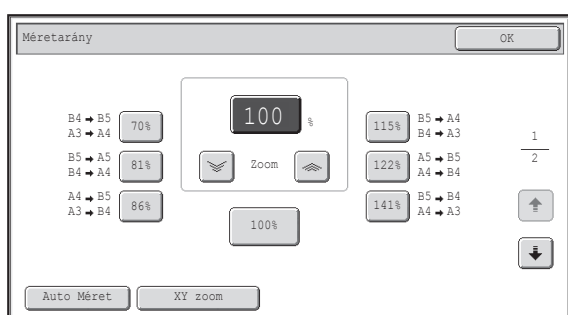 Méretarány OK
100 %
B4 → B5
A3 → A4
70%
115%
B5 → A4
B4 → A3
1
2
B5 → A5
B4 → A4
81%
Zoom
122%
A5 → B5
A4 → B4
A4 → B5
A3 → B4
86%
141%
B5 → B4
A4 → A3
100%
Auto Méret XY zoom